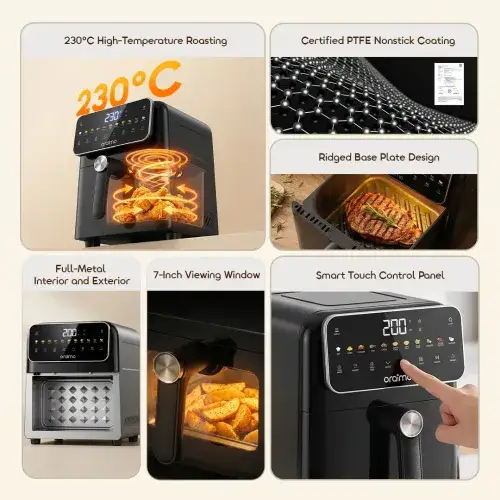 230°C High-Temperature Roasting
230°C
230
oraimo
Certified PTFE Nonstick Coating
Ridged Base Plate Design
Full-Metal
Interior and Exterior
200
oraimo
7-Inch Viewing Window
Smart Touch Control Panel
200
oraimo